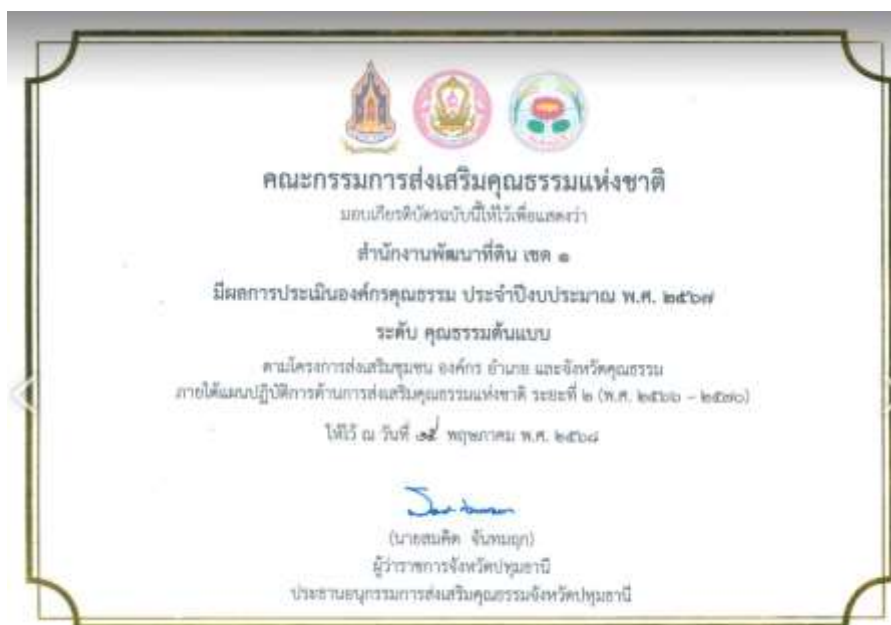 คณะกรรมการส่งเสริมคุณธรรมแห่งชาติ
มอบเกียรติบัตรฉบับนี้ให้ไว้เพื่อแสดงว่า
สำนักงานพัฒนาที่ดิน เขต ๑
มีผลการประเมินองค์กรคุณธรรม ประจำปีงบประมาณ พ.ศ. ๒๕๖๗
ระดับ คุณธรรมต้นแบบ
ตามโครงการส่งเสริมชุมชน องค์กร อำเภอ และจังหวัดคุณธรรม
ภายใต้แผนปฏิบัติการด้านการส่งเสริมคุณธรรมแห่งชาติ ระยะที่ ๒ (พ.ศ. ๒๕๖๖ - ๒๕๗๐)
ให้ไว้ ณ วันที่ พฤษภาคม พ.ศ. ๒๕๖๘
(นายสมคิด จันทมฤก)
ผู้ว่าราชการจังหวัดปทุมธานี
ประธานอนุกรรมการส่งเสริมคุณธรรมจังหวัดปทุมธานี